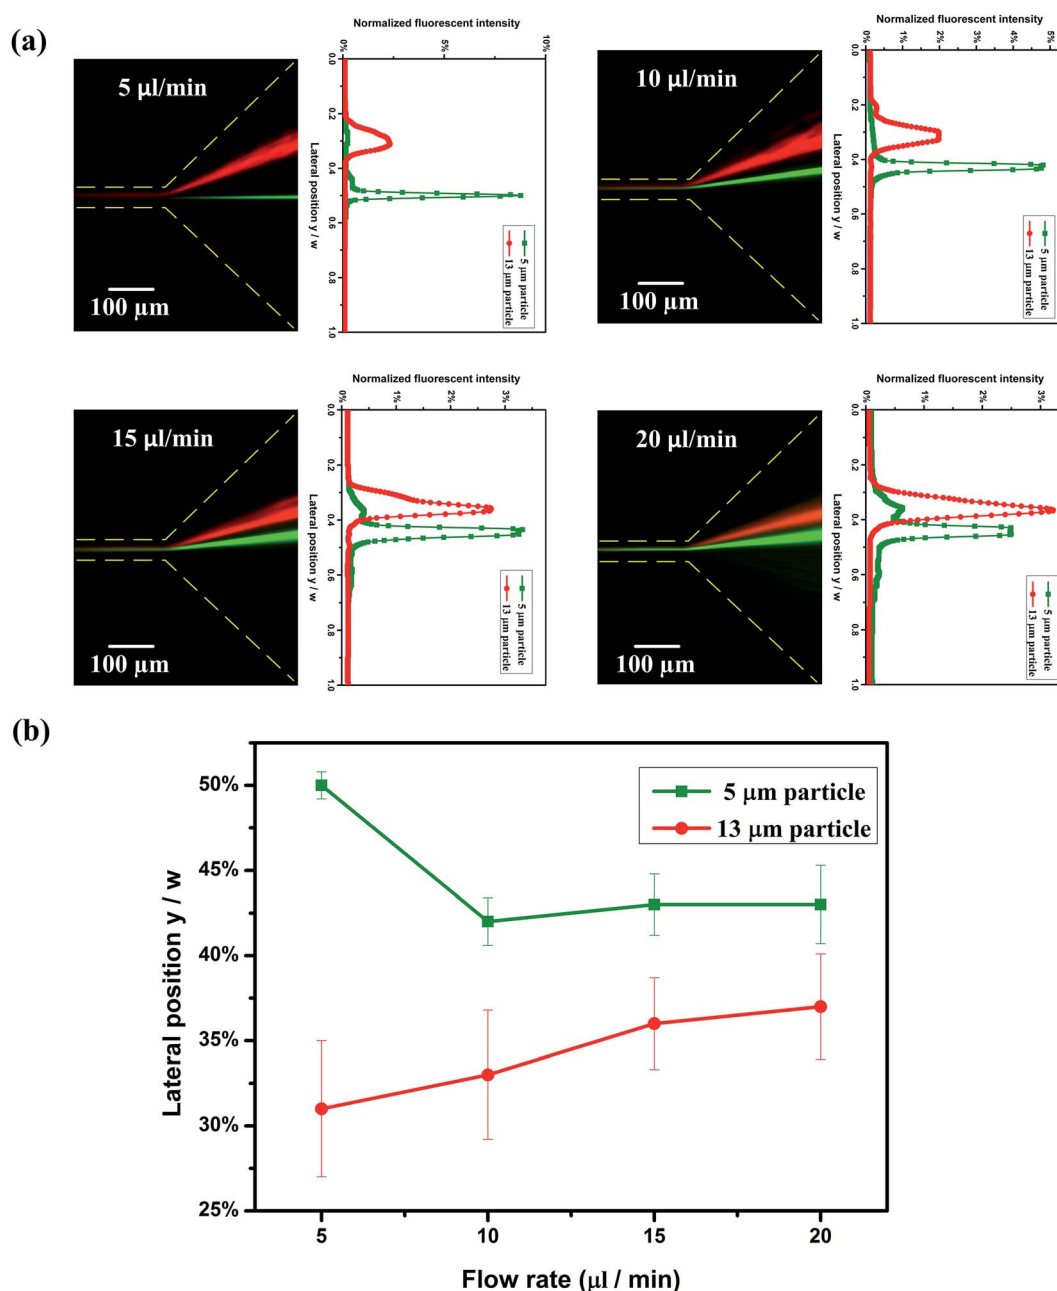 (a)
Normalized fluorescent intensity
0% 5% 10%
5 μl/min
100 μm
Lateral position y / w
0.0
0.2
0.4
0.6
0.8
1.0
5 μm particle
13 μm particle
Normalized fluorescent intensity
0% 1% 2% 3% 4% 5%
10 μl/min
100 μm
Lateral position y / w
0.0
0.2
0.4
0.6
0.8
1.0
5 μm particle
13 μm particle
Normalized fluorescent intensity
0% 1% 2% 3%
15 μl/min
100 μm
Lateral position y / w
0.0
0.2
0.4
0.6
0.8
1.0
5 μm particle
13 μm particle
Normalized fluorescent intensity
0% 1% 2% 3%
20 μl/min
100 μm
Lateral position y / w
0.0
0.2
0.4
0.6
0.8
1.0
5 μm particle
13 μm particle
(b)
Lateral position y / w
50%
45%
40%
35%
30%
25%
5 μm particle
13 μm particle
5 10 15 20
Flow rate (μl / min)